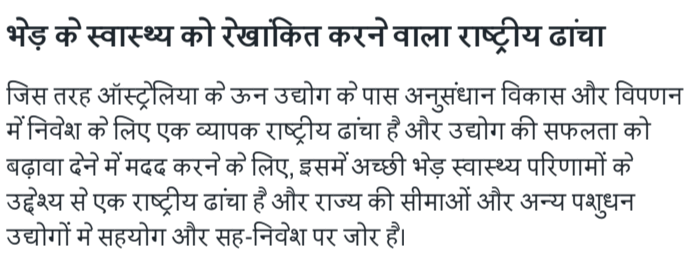 भेड़ के स्वास्थ्य को रेखांकित करने वाला राष्ट्रीय ढांचा
जिस तरह ऑस्ट्रेलिया के ऊन उद्योग के पास अनुसंधान विकास और विपणन
में निवेश के लिए एक व्यापक राष्ट्रीय ढांचा है और उद्योग की सफलता को
बढ़ावा देने में मदद करने के लिए, इसमें अच्छी भेड़ स्वास्थ्य परिणामों के
उद्देश्य से एक राष्ट्रीय ढांचा है और राज्य की सीमाओं और अन्य पशुधन
उद्योगों मे सहयोग और सह-निवेश पर जोर है।